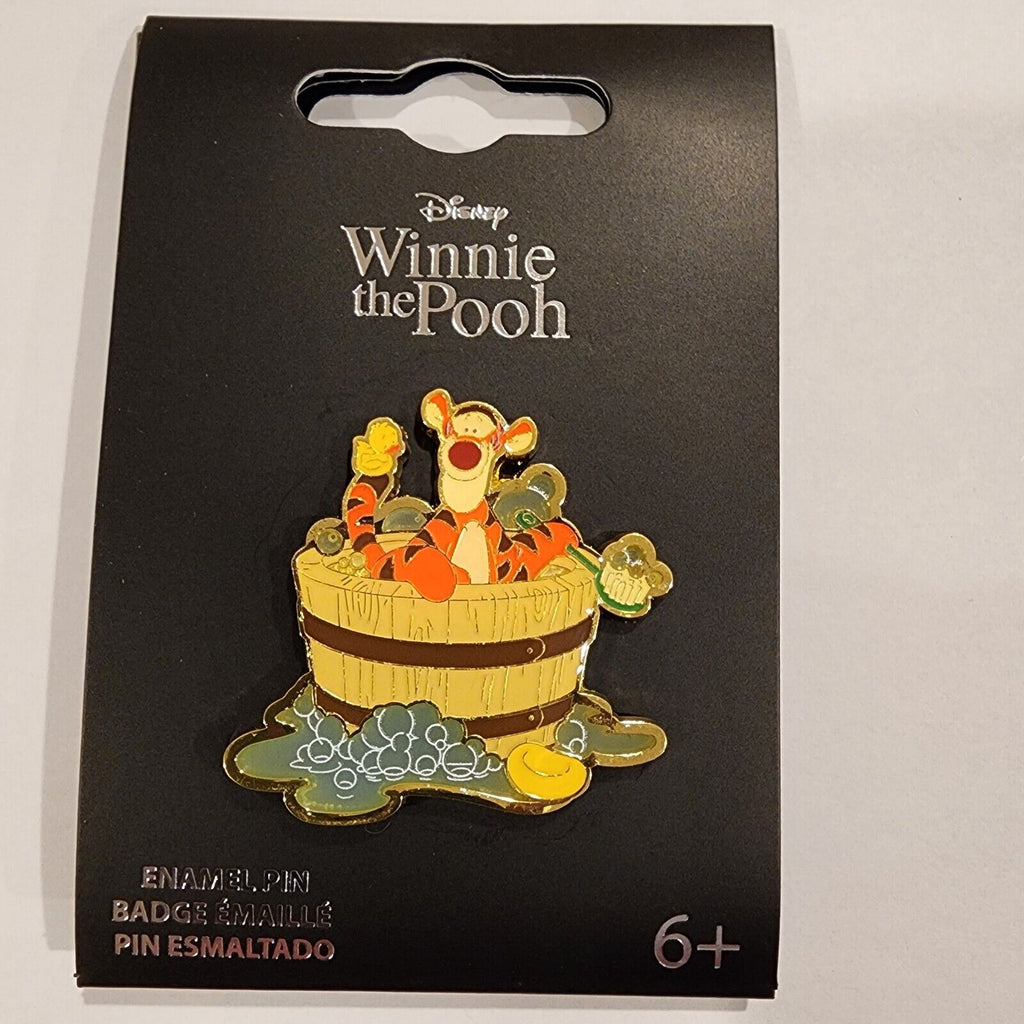 Disney
Winnie
the Pooh
ENAMEL PIN
BADGE ÉMAILLÉ
PIN ESMALTADO
6+